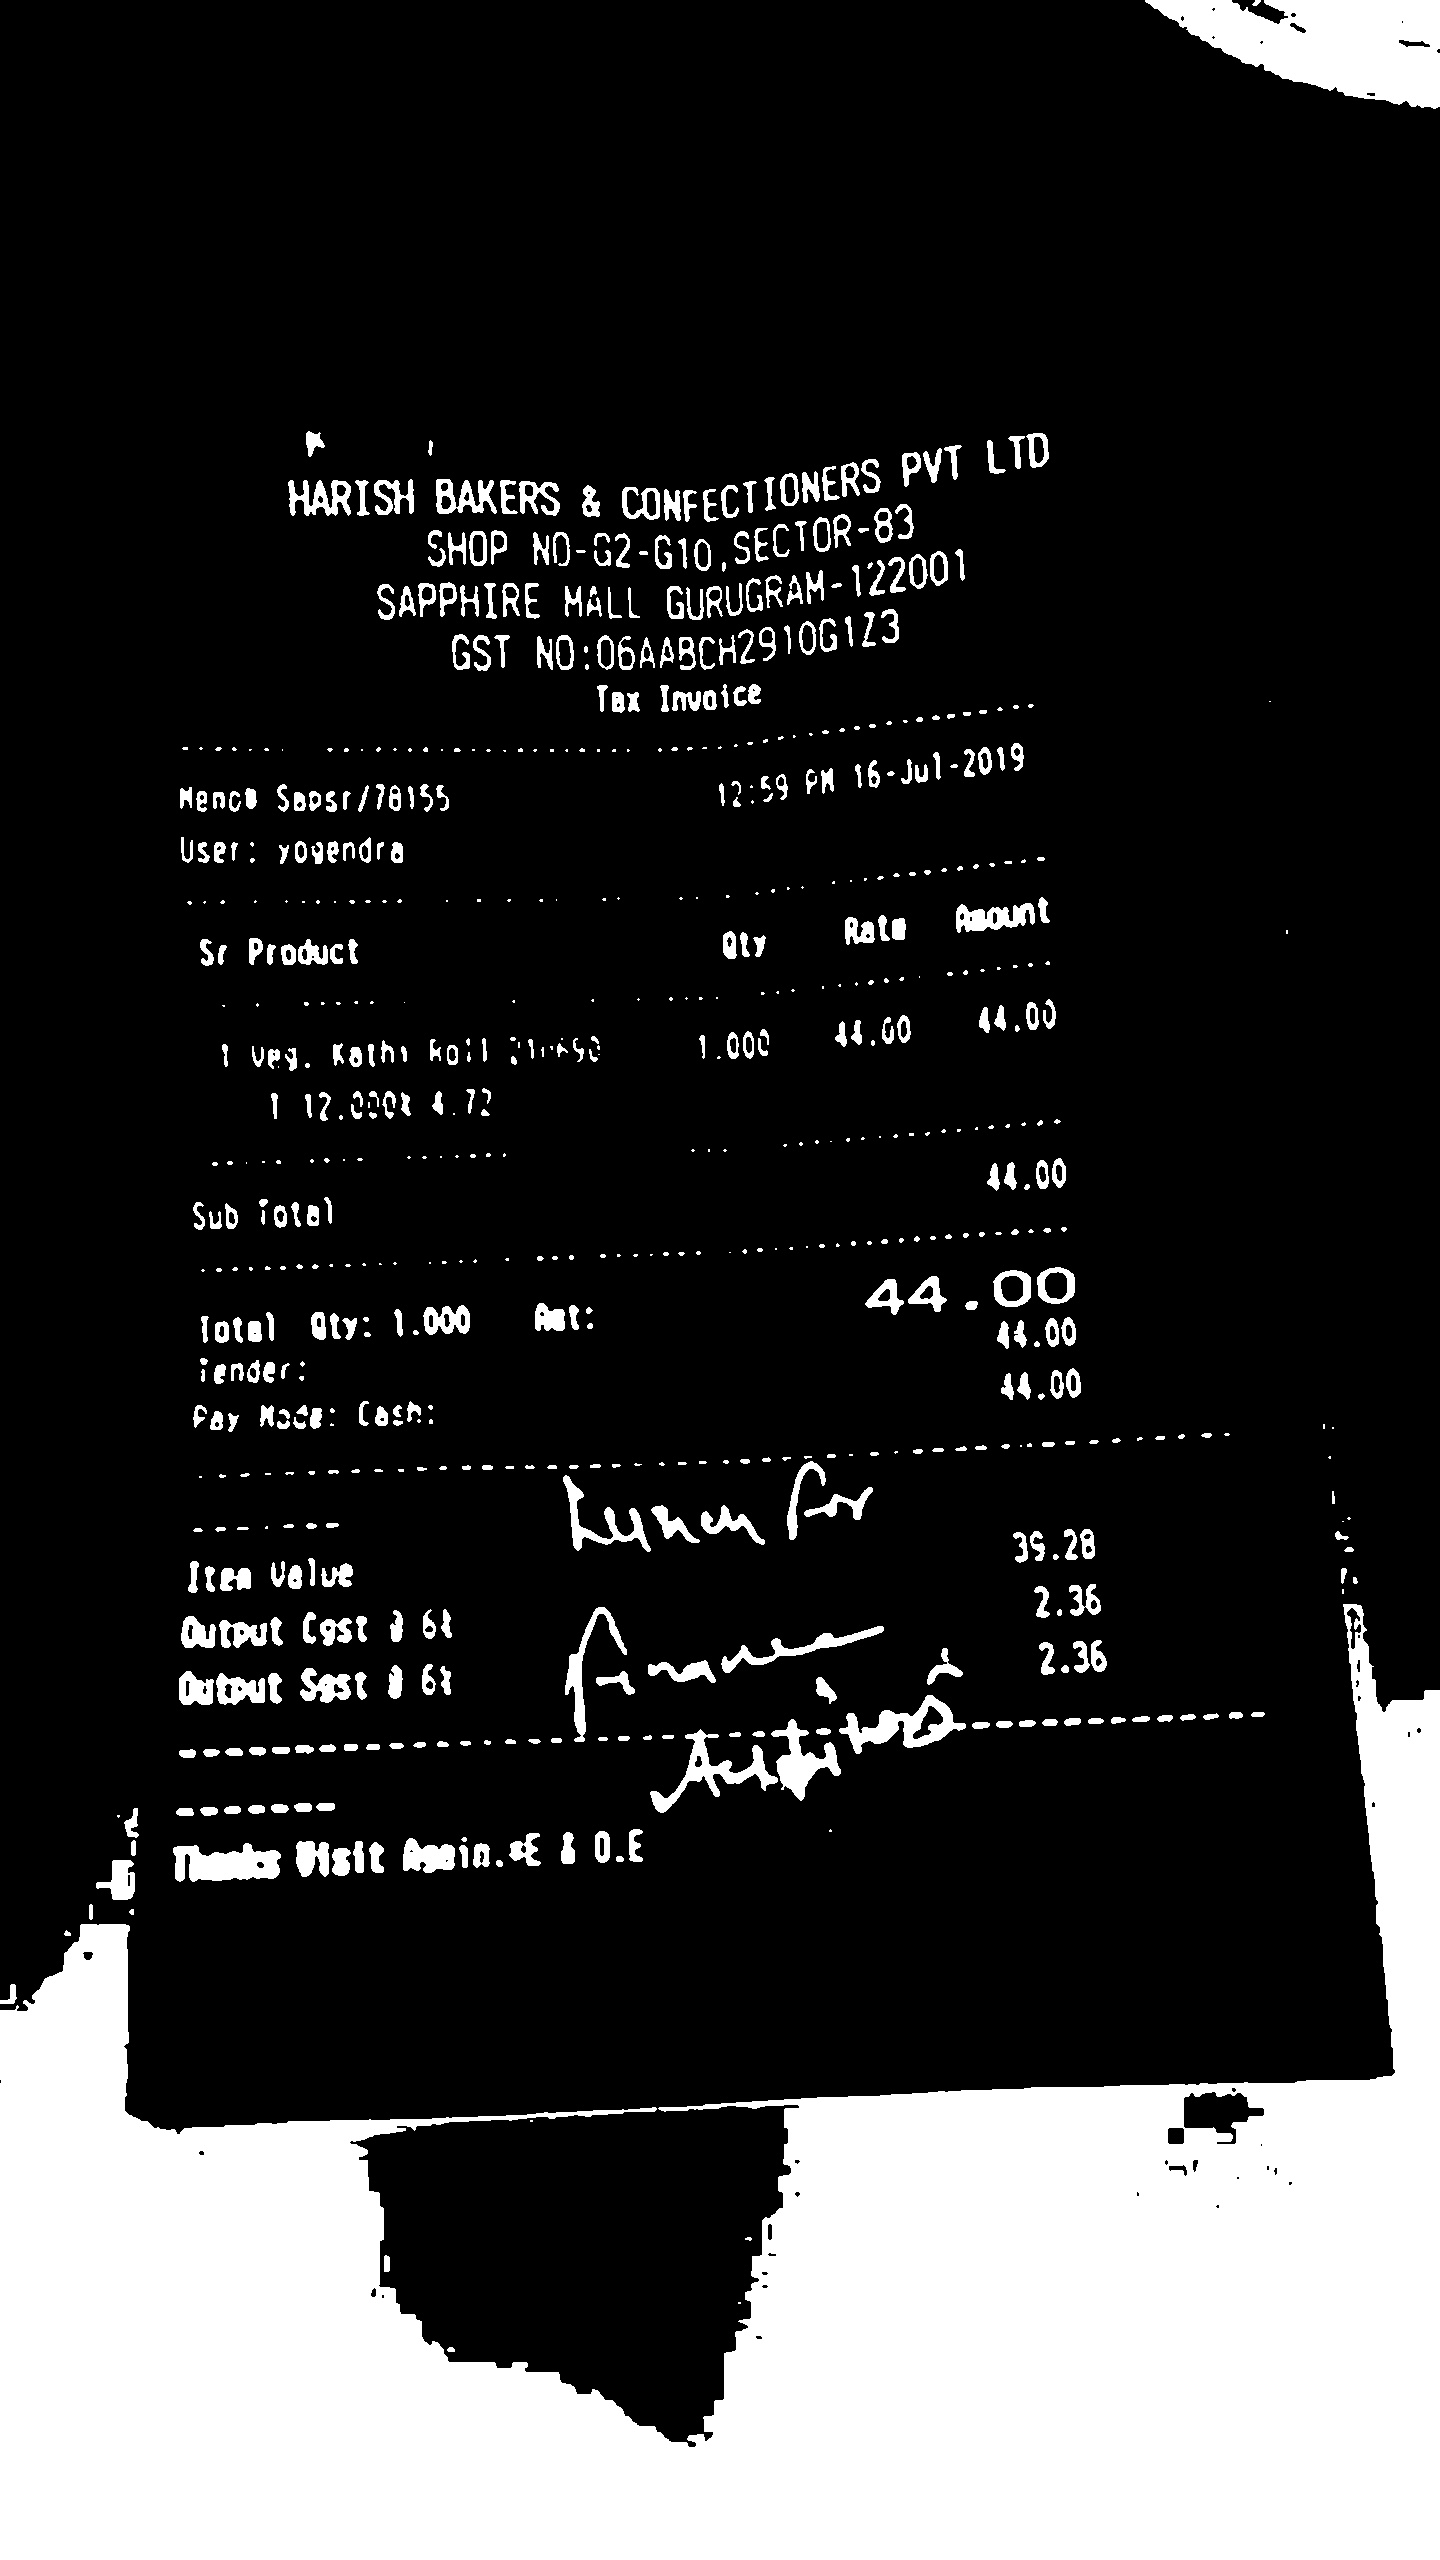 HARISH BAKERS & CONFECTIONERS PVT LTD
SHOP NO-G2-G10,SECTOR-83
SAPPHIRE MALL GURUGRAM-122001
GST NO:06AABCH2910G1Z3
Tax Invoice
Memo# Sapsr/78155 12:59 PM 16-Jul-2019
User: yogendra
Sr Product Qty Rate Amount
1 Veg. Kathi Roll 1.000 44.00 44.00
T 12.000% 4.72
Sub Total 44.00
Total Qty: 1.000 Amt: 44.00
Tender: 44.00
Pay Mode: Cash: 44.00
Lunch for
Item Value 39.28
Output Cgst @ 6% 2.36
finance
Output Sgst @ 6% 2.36
Thanks Visit Again.*E & O.E